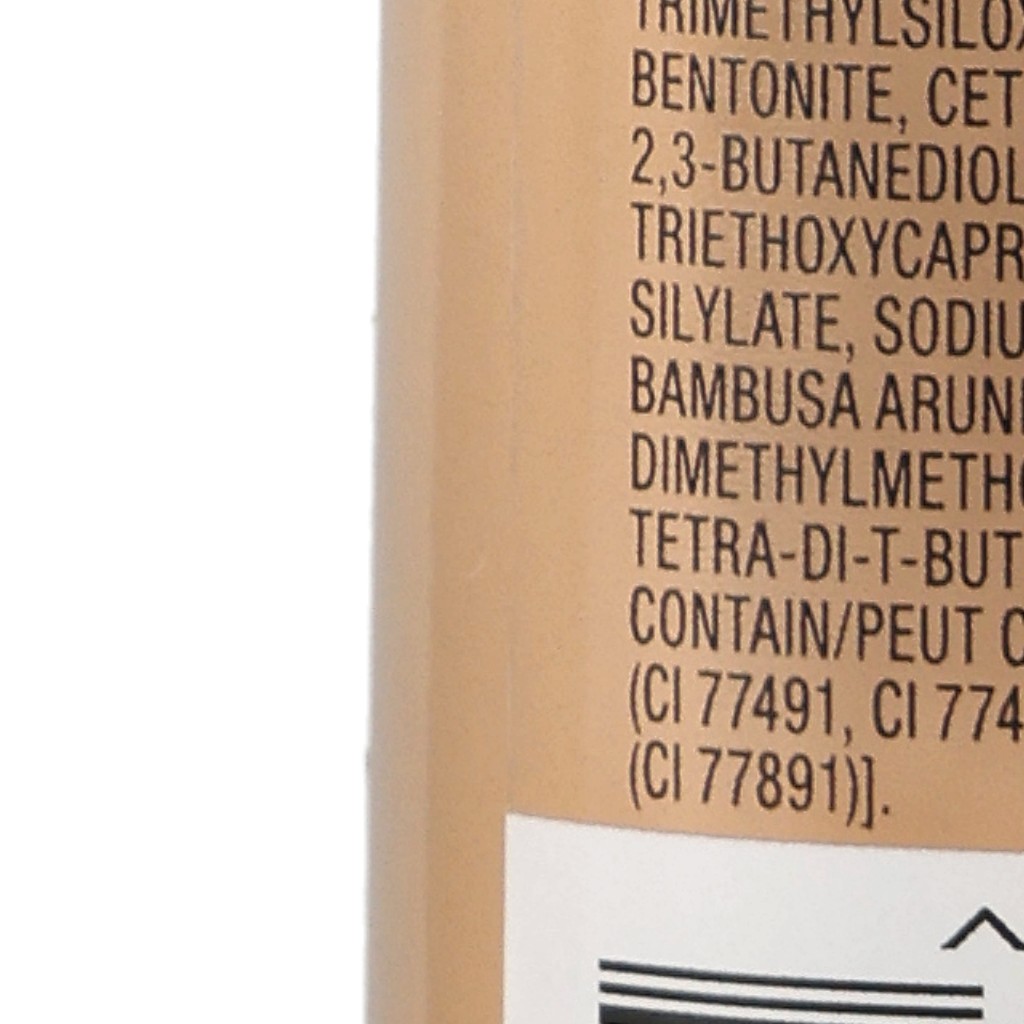 TRIMETHYLSILOX
BENTONITE, CET
2,3-BUTANEDIOL
TRIETHOXYCAPR
SILYLATE, SODIU
BAMBUSA ARUN
DIMETHYLMETH
TETRA-DI-T-BUT
CONTAIN/PEUT C
(CI 77491, CI 774
(CI 77891)].